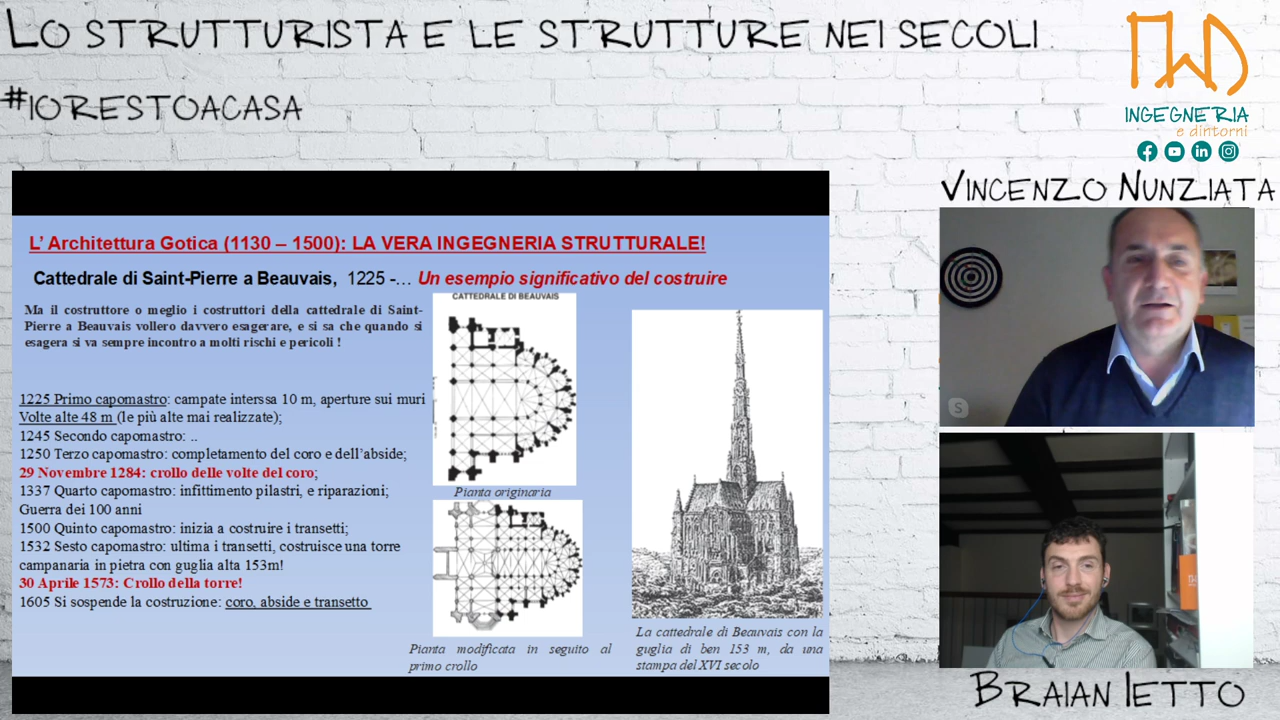 LO STRUTTURISTA E LE STRUTTURE NEI SECOLI
#IORESTOACASA
INGEGNERIA
e dintorni
VINCENZO NUNZIATA
L' Architettura Gotica (1130 – 1500): LA VERA INGEGNERIA STRUTTURALE!
Cattedrale di Saint-Pierre a Beauvais, 1225 -… Un esempio significativo del costruire
Ma il costruttore o meglio i costruttori della cattedrale di Saint-
Pierre a Beauvais vollero davvero esagerare, e si sa che quando si
esagera si va sempre incontro a molti rischi e pericoli !
1225 Primo capomastro: campate interssa 10 m, aperture sui muri
Volte alte 48 m (le più alte mai realizzate);
1245 Secondo capomastro: ..
1250 Terzo capomastro: completamento del coro e dell'abside;
29 Novembre 1284: crollo delle volte del coro;
1337 Quarto capomastro: infittimento pilastri, e riparazioni;
Guerra dei 100 anni
1500 Quinto capomastro: inizia a costruire i transetti;
1532 Sesto capomastro: ultima i transetti, costruisce una torre
campanaria in pietra con guglia alta 153m!
30 Aprile 1573: Crollo della torre!
1605 Si sospende la costruzione: coro, abside e transetto
CATTEDRALE DI BEAUVAIS
Pianta originaria
Pianta modificata in seguito al
primo crollo
La cattedrale di Beauvais con la
guglia di ben 153 m, da una
stampa del XVI secolo
S
BRAIAN IETTO